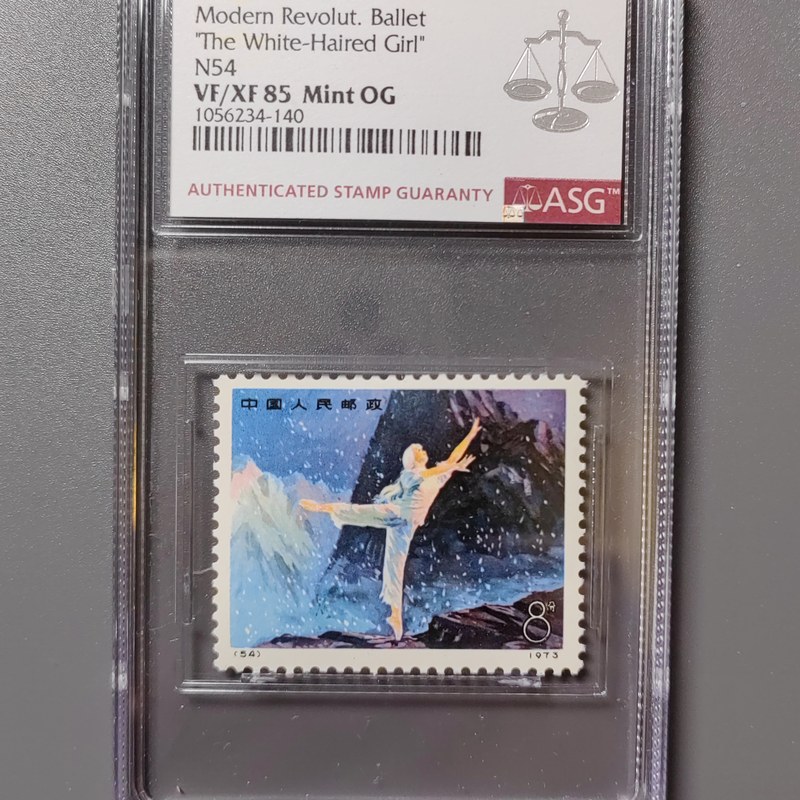 Modern Revolut. Ballet
"The White-Haired Girl"
N54
VF/XF 85 Mint OG
1056234-140
AUTHENTICATED STAMP GUARANTY
ASG™
中国人民邮政
8分
(54)
1973